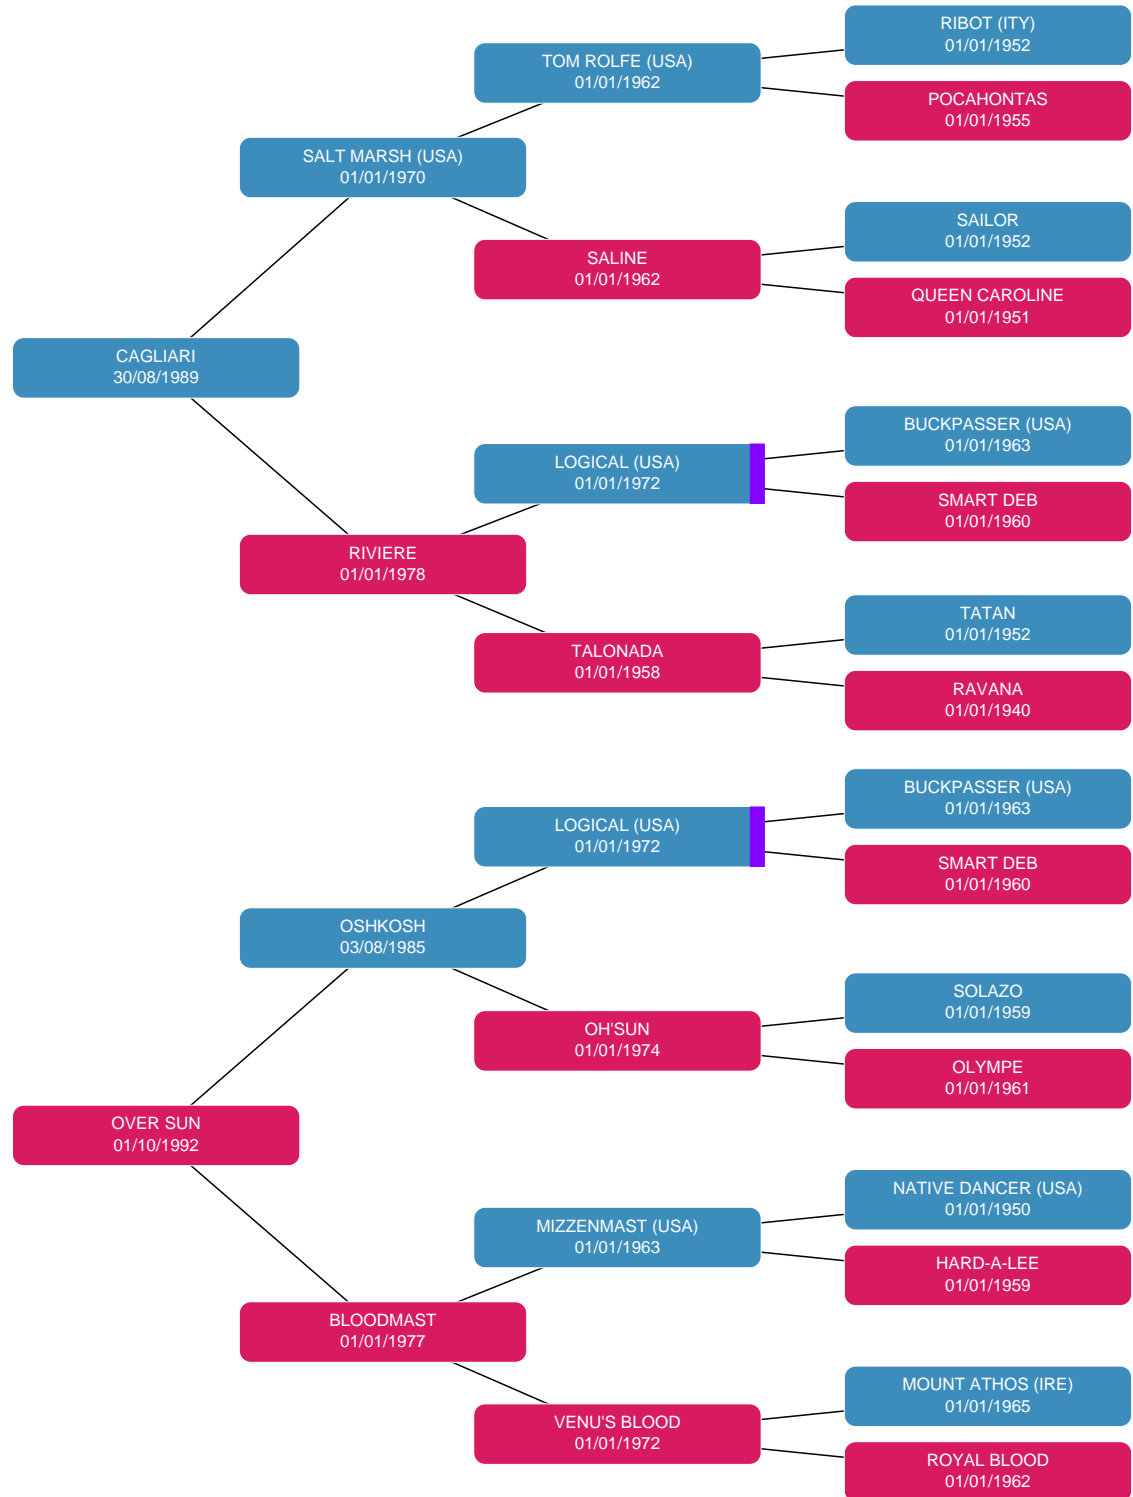 RIBOT (ITY)
01/01/1952
TOM ROLFE (USA)
01/01/1962
POCAHONTAS
01/01/1955
SALT MARSH (USA)
01/01/1970
SAILOR
01/01/1952
SALINE
01/01/1962
QUEEN CAROLINE
01/01/1951
CAGLIARI
30/08/1989
BUCKPASSER (USA)
01/01/1963
LOGICAL (USA)
01/01/1972
SMART DEB
01/01/1960
RIVIERE
01/01/1978
TATAN
01/01/1952
TALONADA
01/01/1958
RAVANA
01/01/1940
BUCKPASSER (USA)
01/01/1963
LOGICAL (USA)
01/01/1972
SMART DEB
01/01/1960
OSHKOSH
03/08/1985
SOLAZO
01/01/1959
OH'SUN
01/01/1974
OLYMPE
01/01/1961
OVER SUN
01/10/1992
NATIVE DANCER (USA)
01/01/1950
MIZZENMAST (USA)
01/01/1963
HARD-A-LEE
01/01/1959
BLOODMAST
01/01/1977
MOUNT ATHOS (IRE)
01/01/1965
VENU'S BLOOD
01/01/1972
ROYAL BLOOD
01/01/1962